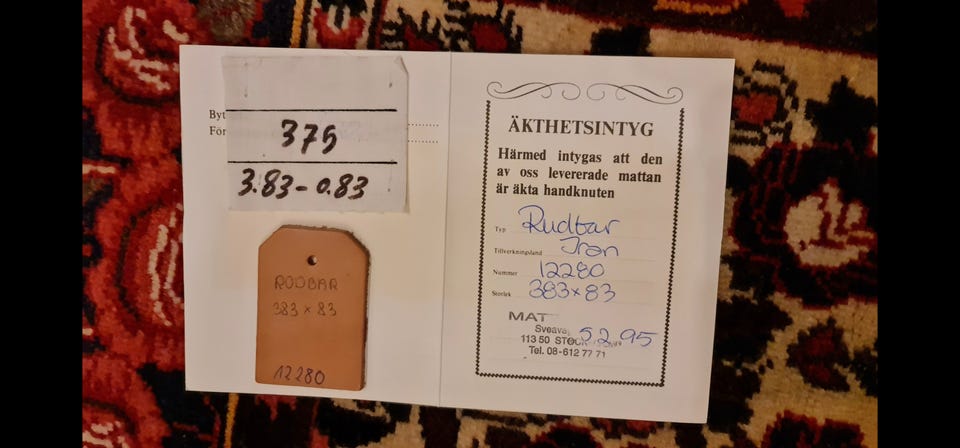 Byt
För
375
3.83-0.83
RODBAR
383 x 83
12280
ÄKTHETSINTYG
Härmed intygas att den
av oss levererade mattan
är äkta handknuten
Typ Rudbar
Tillverkningsland Iran
Nummer 12280
Storlek 383x83
MAT
Sveav 5.2.95
113 50
Tel. 08-612 77 71